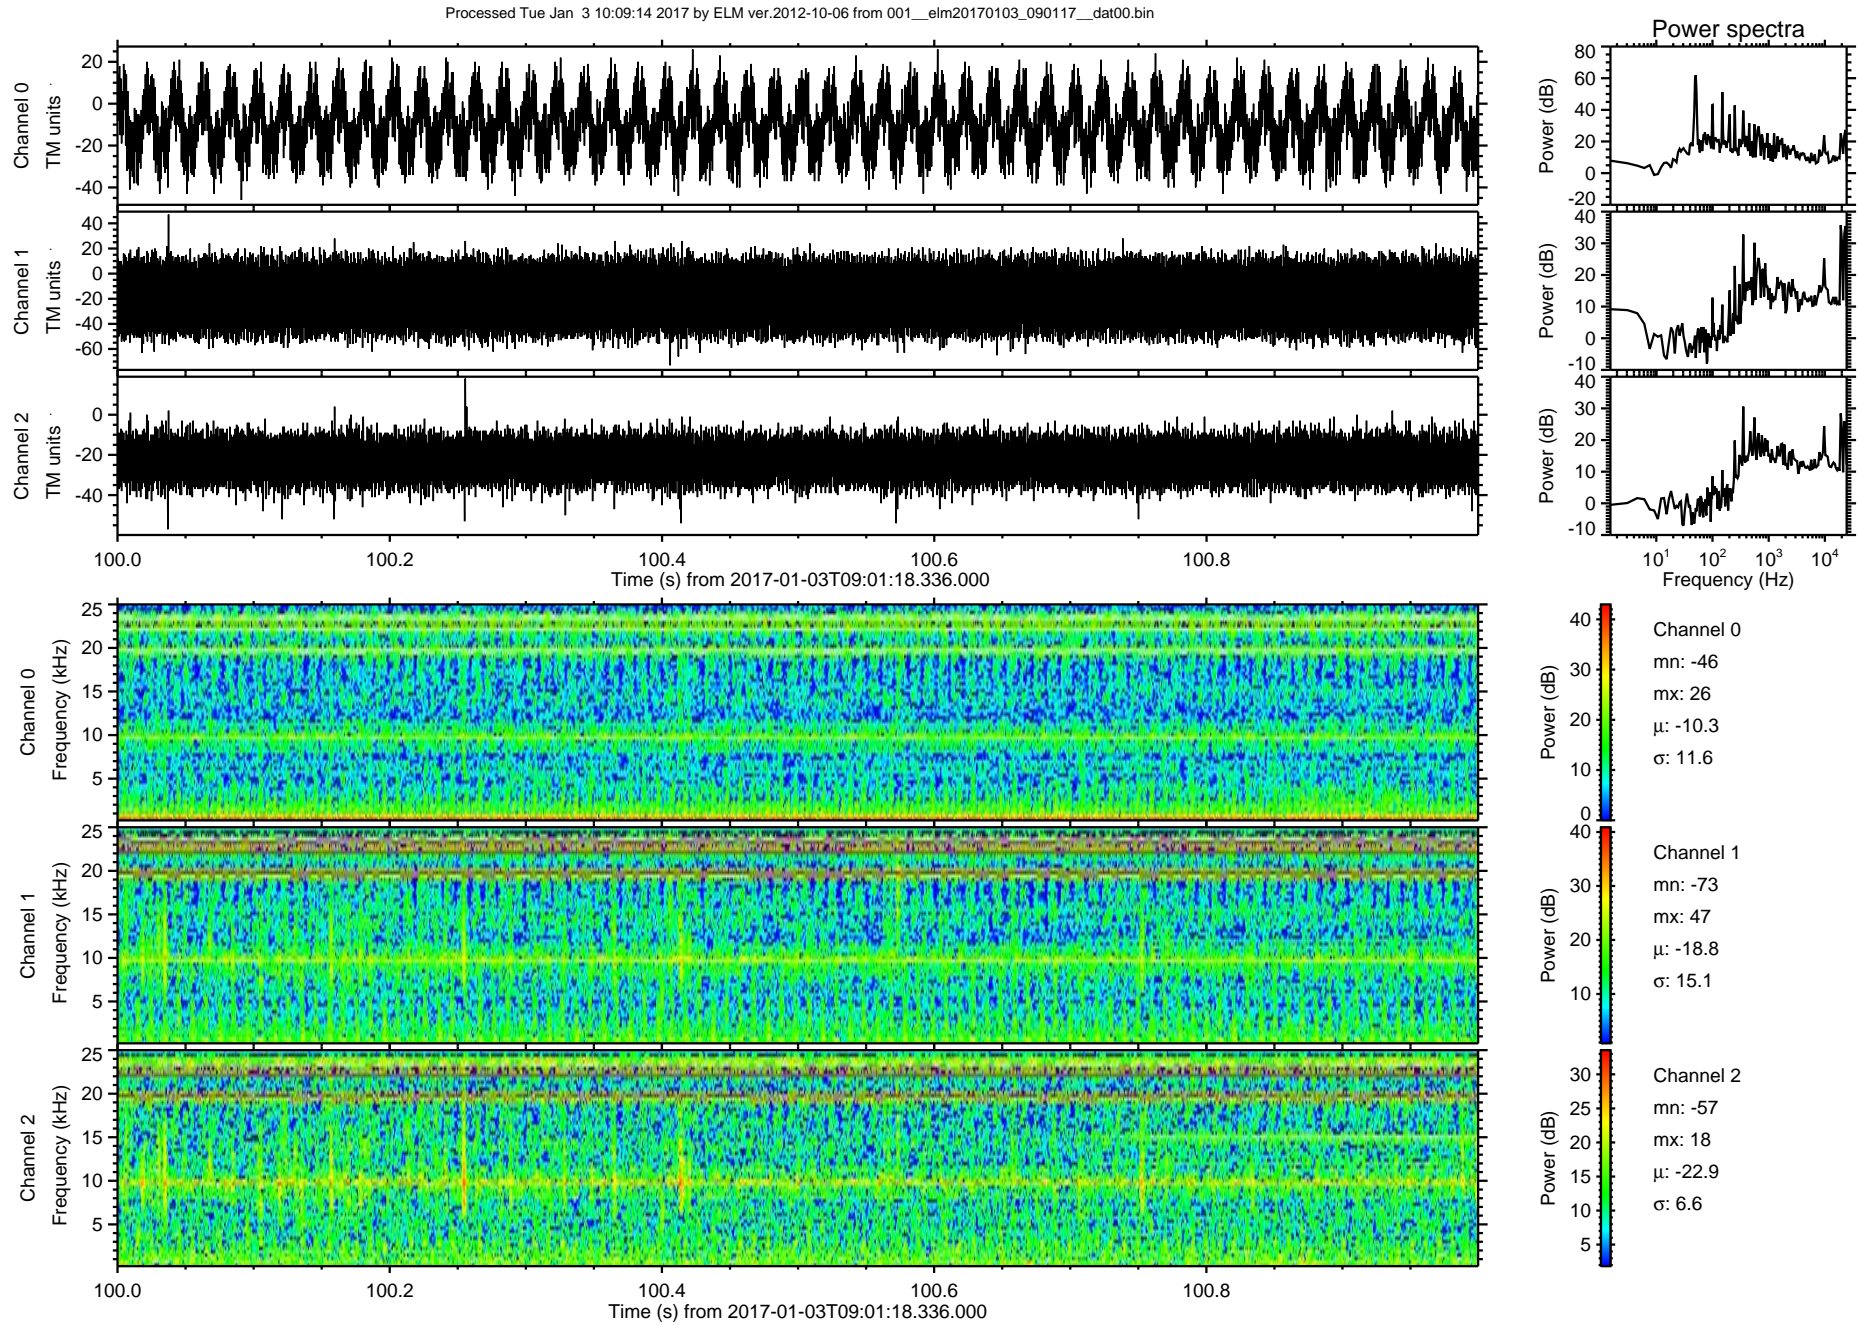 Processed Tue Jan  3 10:09:14 2017 by ELM ver.2012-10-06 from 001__elm20170103_090117__dat00.bin
Power spectra
Channel 0
TM units
20
0
-20
-40
Power (dB)
80
60
40
20
0
-20
Channel 1
TM units
40
20
0
-20
-40
-60
Power (dB)
40
30
20
10
0
-10
Channel 2
TM units
0
-20
-40
Power (dB)
40
30
20
10
0
-10
100.0 100.2 100.4 100.6 100.8
Time (s) from 2017-01-03T09:01:18.336.000
10^1 10^2 10^3 10^4
Frequency (Hz)
Channel 0
Frequency (kHz)
25
20
15
10
5
Power (dB)
40
30
20
10
0
Channel 0
mn: -46
mx: 26
μ: -10.3
σ: 11.6
Channel 1
Frequency (kHz)
25
20
15
10
5
Power (dB)
40
30
20
10
Channel 1
mn: -73
mx: 47
μ: -18.8
σ: 15.1
Channel 2
Frequency (kHz)
25
20
15
10
5
Power (dB)
30
25
20
15
10
5
Channel 2
mn: -57
mx: 18
μ: -22.9
σ: 6.6
100.0 100.2 100.4 100.6 100.8
Time (s) from 2017-01-03T09:01:18.336.000